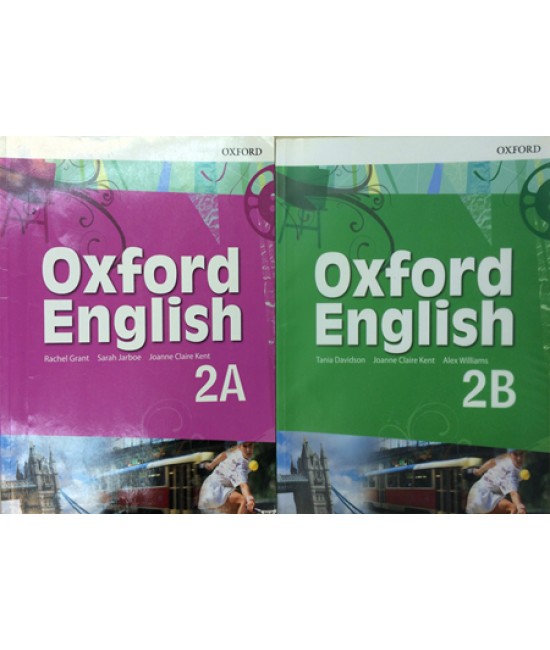 OXFORD
Oxford
English
Rachel Grant Sarah Jarboe Joanne Claire Kent
2A
OXFORD
Oxford
English
Tania Davidson Joanne Claire Kent Alex Williams
2B